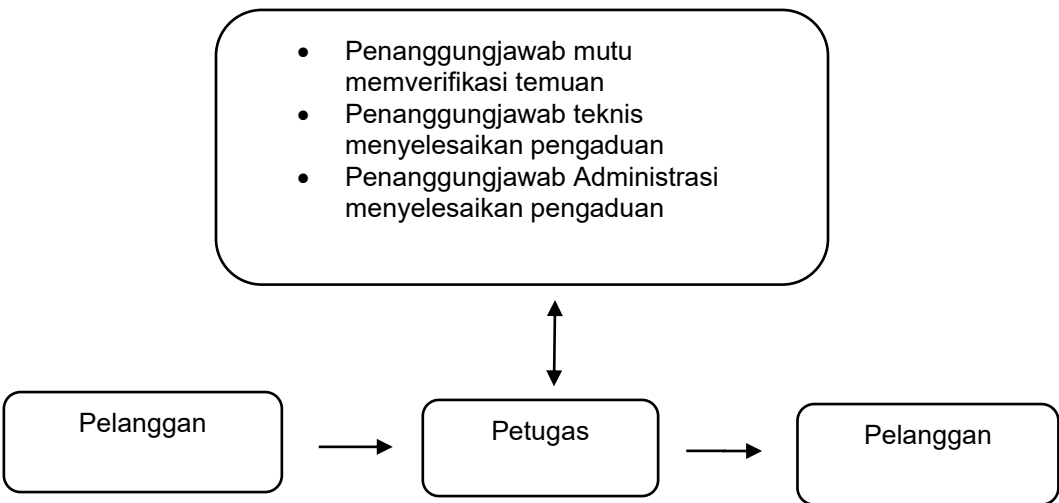 • Penanggungjawab mutu
memverifikasi temuan
• Penanggungjawab teknis
menyelesaikan pengaduan
• Penanggungjawab Administrasi
menyelesaikan pengaduan
Pelanggan
Petugas
Pelanggan